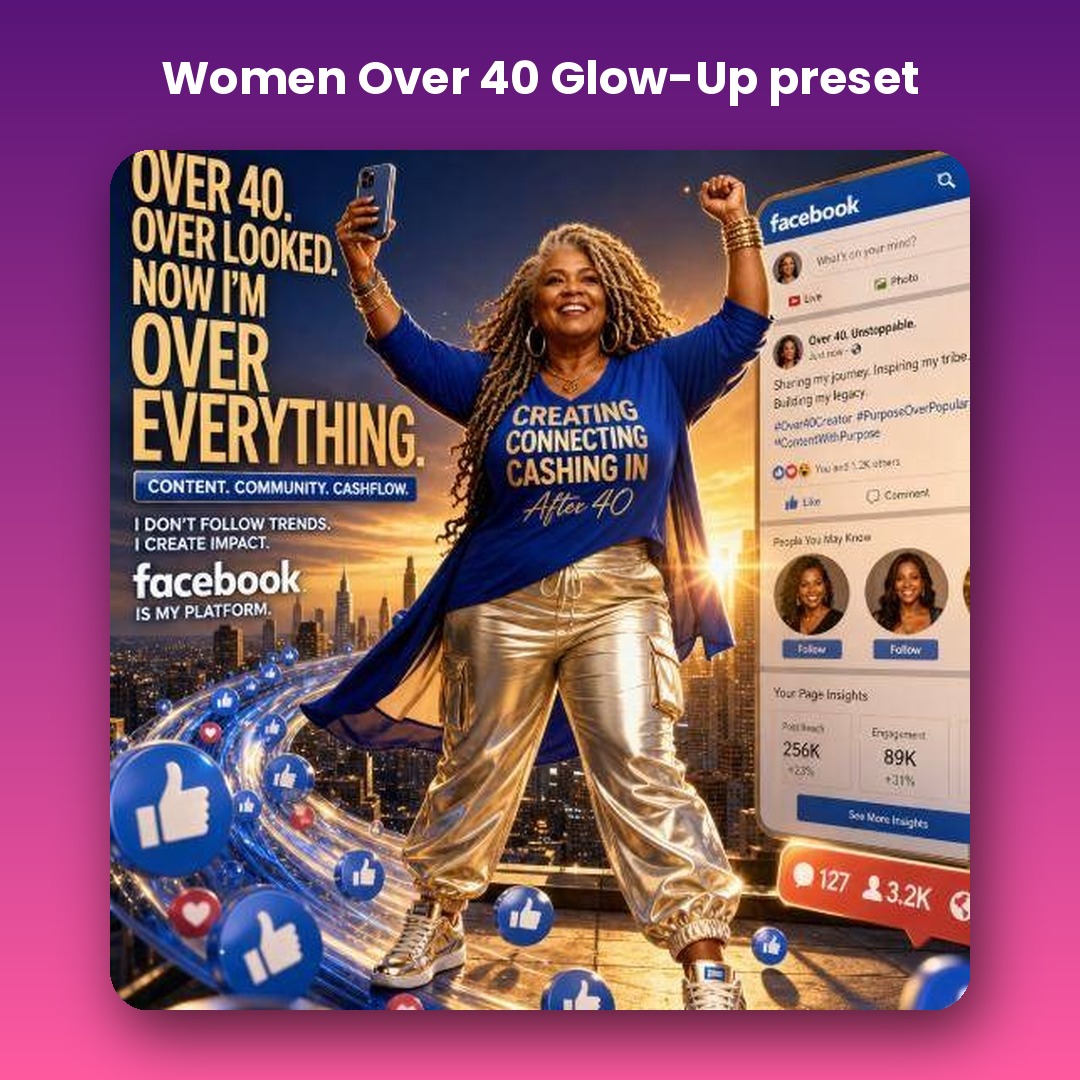 Women Over 40 Glow-Up preset
OVER 40.
OVER LOOKED.
NOW I'M
OVER
EVERYTHING.
CONTENT. COMMUNITY. CASHFLOW.
I DON'T FOLLOW TRENDS.
I CREATE IMPACT.
facebook
IS MY PLATFORM.
CREATING
CONNECTING
CASHING IN
After 40
facebook
What's on your mind?
Live
Photo
Over 40. Unstoppable.
Just now
Sharing my journey. Inspiring my tribe.
Building my legacy.
#Over40Creator #PurposeOverPopular
#ContentWithPurpose
You and 1.2K others
Like
Comment
People You May Know
Follow
Follow
Your Page Insights
Post Reach
Engagement
256K
89K
+23%
+31%
See More Insights
127
3.2K